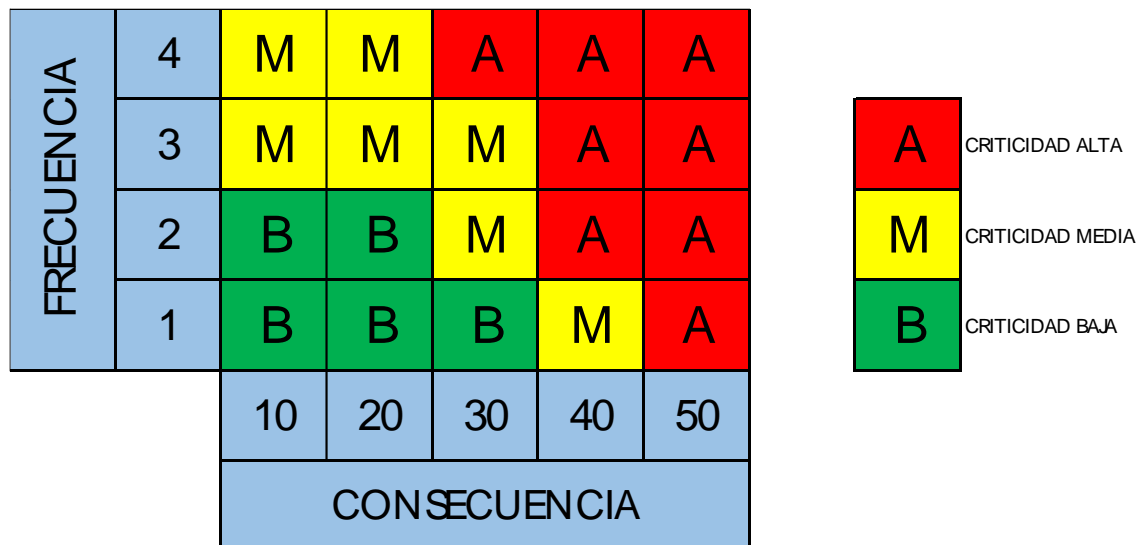 FRECUENCIA
4 M M A A A
3 M M M A A
2 B B M A A
1 B B B M A
10 20 30 40 50
CONSECUENCIA
A CRITICIDAD ALTA
M CRITICIDAD MEDIA
B CRITICIDAD BAJA